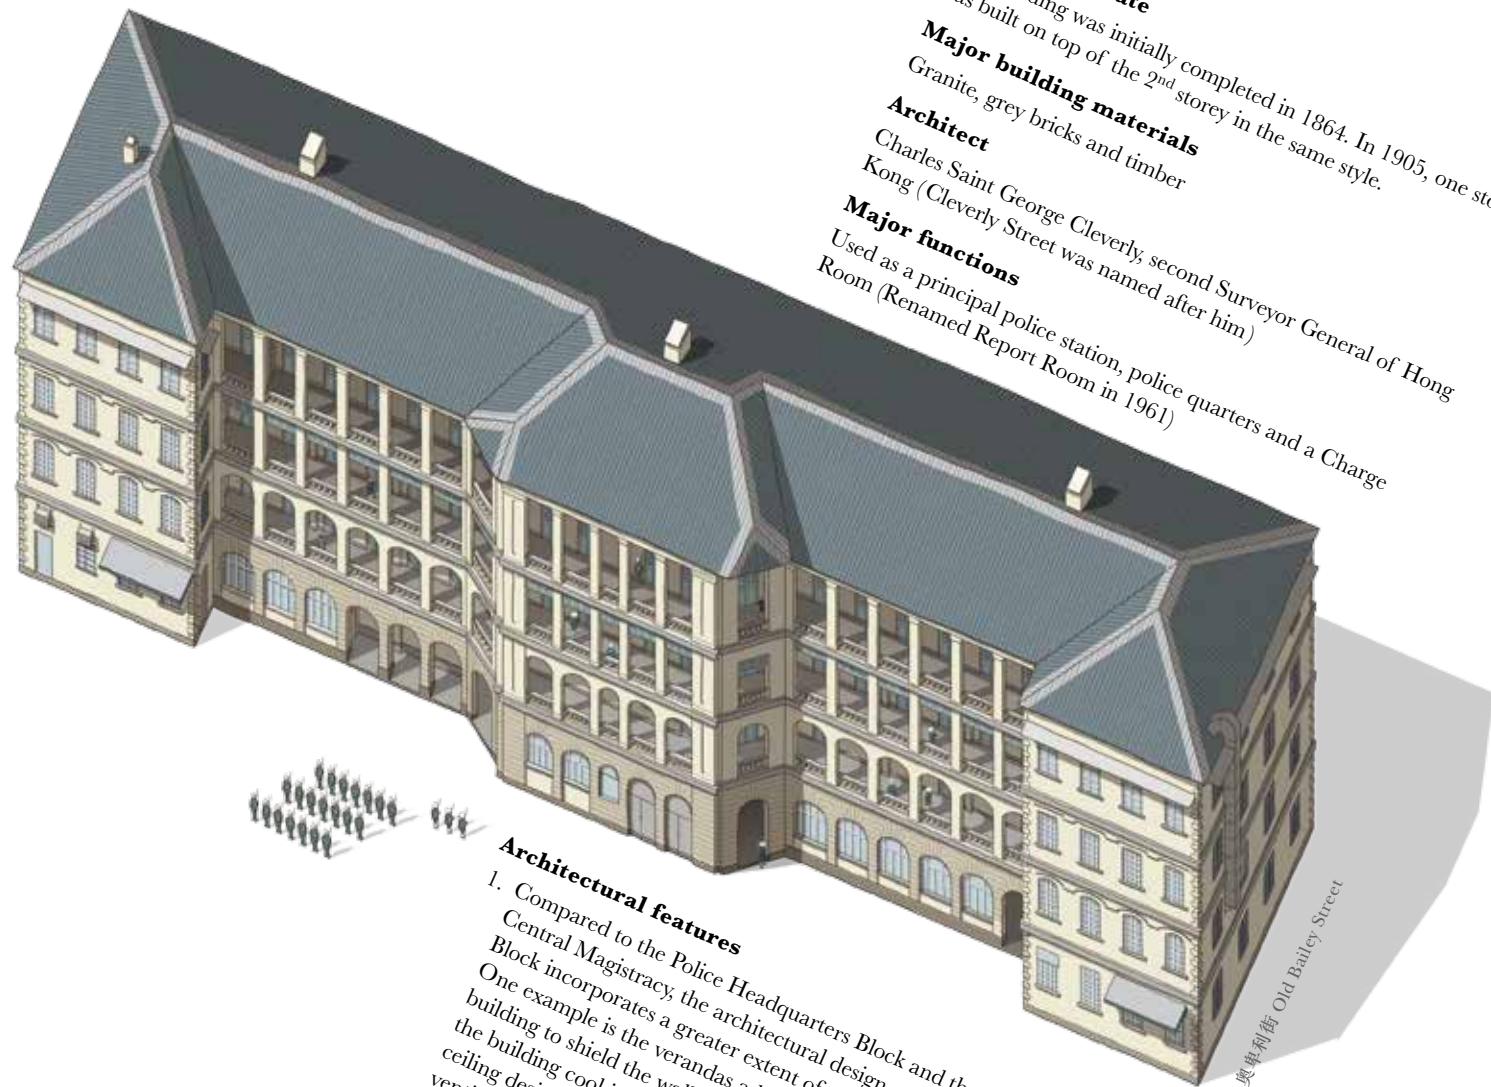 was initially completed in 1864. In 1905, one
built on top of the 2nd storey in the same style.
Major building materials
Granite, grey bricks and timber
Architect
Charles Saint George Cleverly, second Surveyor General of Hong
Kong (Cleverly Street was named after him)
Major functions
Used as a principal police station, police quarters and a Charge
Room (Renamed Report Room in 1961)
Architectural features
1. Compared to the Police Headquarters Block and
Central Magistracy, the architectural design
Block incorporates a greater extent of
One example is the verandas
building to shield the
the building
ceiling
奧卑利街 Old Bailey Street